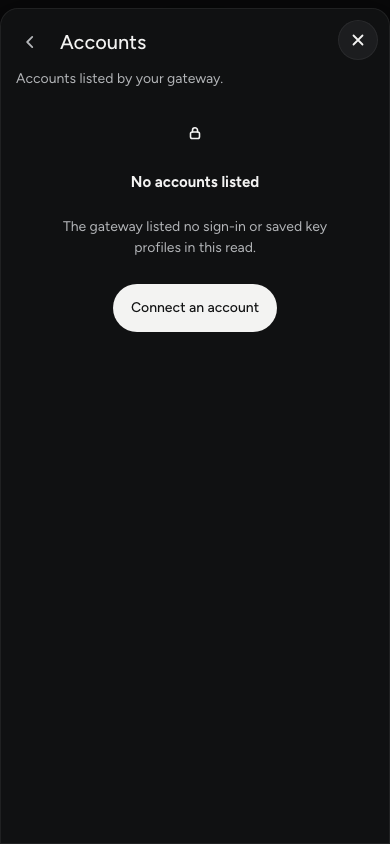 Accounts
Accounts listed by your gateway.
No accounts listed
The gateway listed no sign-in or saved key
profiles in this read.
Connect an account